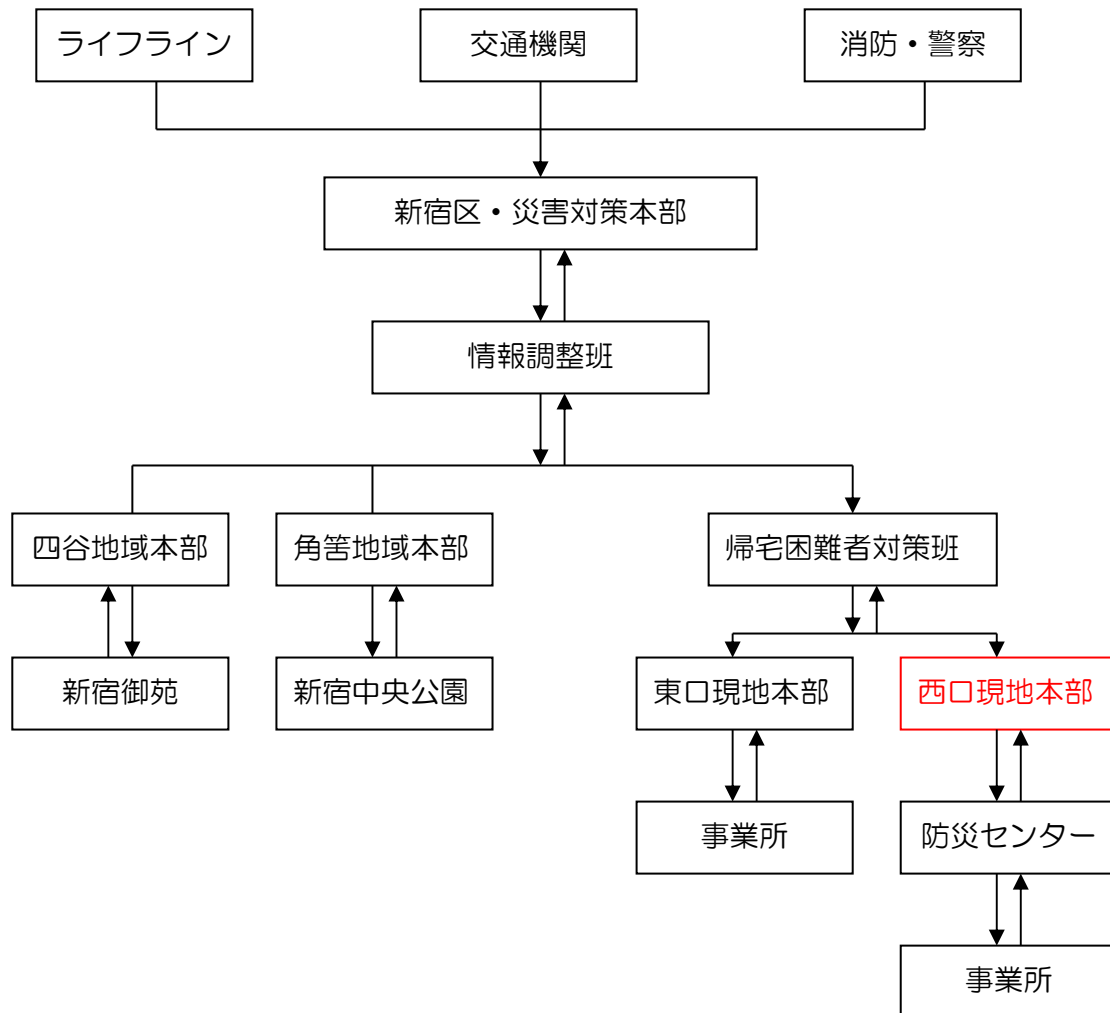 ライフライン
交通機関
消防・警察
新宿区・災害対策本部
情報調整班
四谷地域本部
角筈地域本部
帰宅困難者対策班
新宿御苑
新宿中央公園
東口現地本部
西口現地本部
事業所
防災センター
事業所